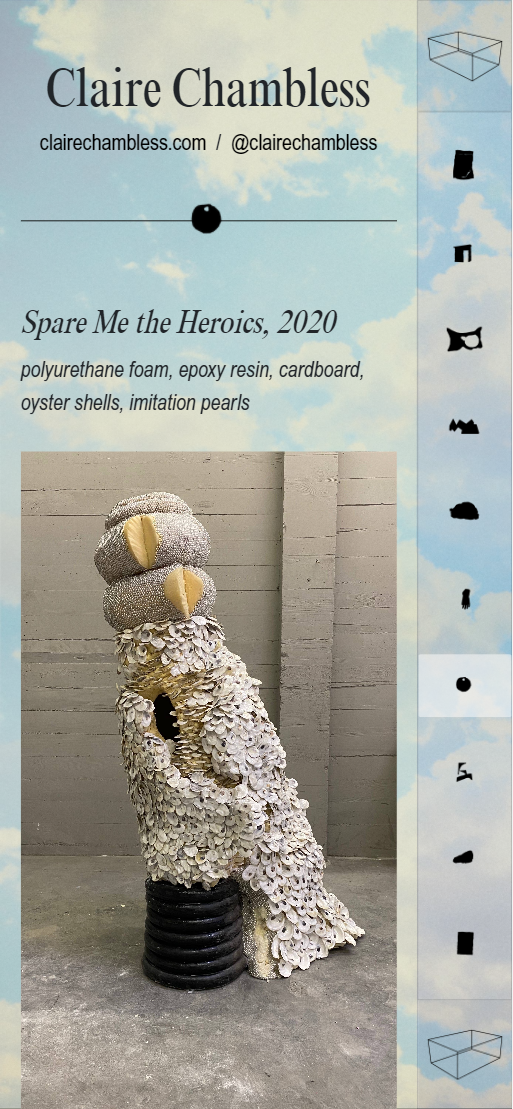 Claire Chambless
clairechambless.com / @clairechambless
Spare Me the Heroics, 2020
polyurethane foam, epoxy resin, cardboard,
oyster shells, imitation pearls